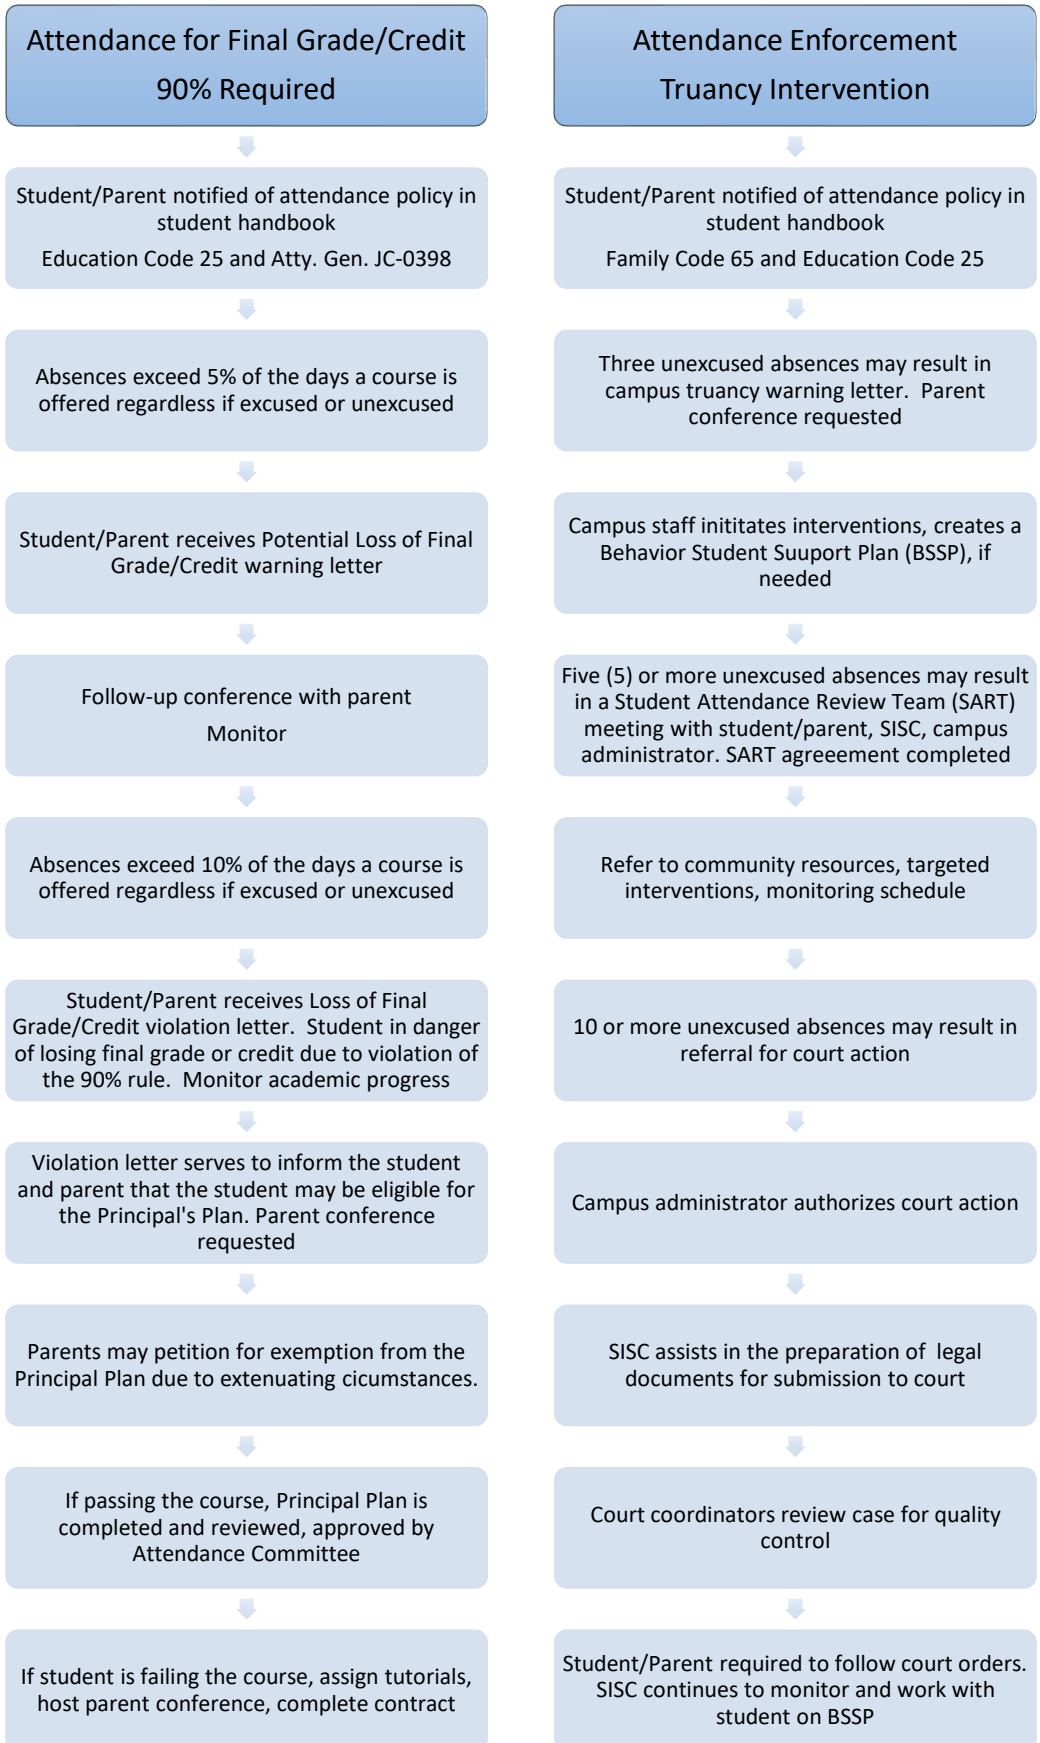 Attendance for Final Grade/Credit
90% Required
Student/Parent notified of attendance policy in
student handbook
Education Code 25 and Atty. Gen. JC-0398
Absences exceed 5% of the days a course is
offered regardless if excused or unexcused
Student/Parent receives Potential Loss of Final
Grade/Credit warning letter
Follow-up conference with parent
Monitor
Absences exceed 10% of the days a course is
offered regardless if excused or unexcused
Student/Parent receives Loss of Final
Grade/Credit violation letter.  Student in danger
of losing final grade or credit due to violation of
the 90% rule.  Monitor academic progress
Violation letter serves to inform the student
and parent that the student may be eligible for
the Principal's Plan. Parent conference
requested
Parents may petition for exemption from the
Principal Plan due to extenuating cicumstances.
If passing the course, Principal Plan is
completed and reviewed, approved by
Attendance Committee
If student is failing the course, assign tutorials,
host parent conference, complete contract
Attendance Enforcement
Truancy Intervention
Student/Parent notified of attendance policy in
student handbook
Family Code 65 and Education Code 25
Three unexcused absences may result in
campus truancy warning letter.  Parent
conference requested
Campus staff inititates interventions, creates a
Behavior Student Suuport Plan (BSSP), if
needed
Five (5) or more unexcused absences may result
in a Student Attendance Review Team (SART)
meeting with student/parent, SISC, campus
administrator. SART agreeement completed
Refer to community resources, targeted
interventions, monitoring schedule
10 or more unexcused absences may result in
referral for court action
Campus administrator authorizes court action
SISC assists in the preparation of  legal
documents for submission to court
Court coordinators review case for quality
control
Student/Parent required to follow court orders.
SISC continues to monitor and work with
student on BSSP